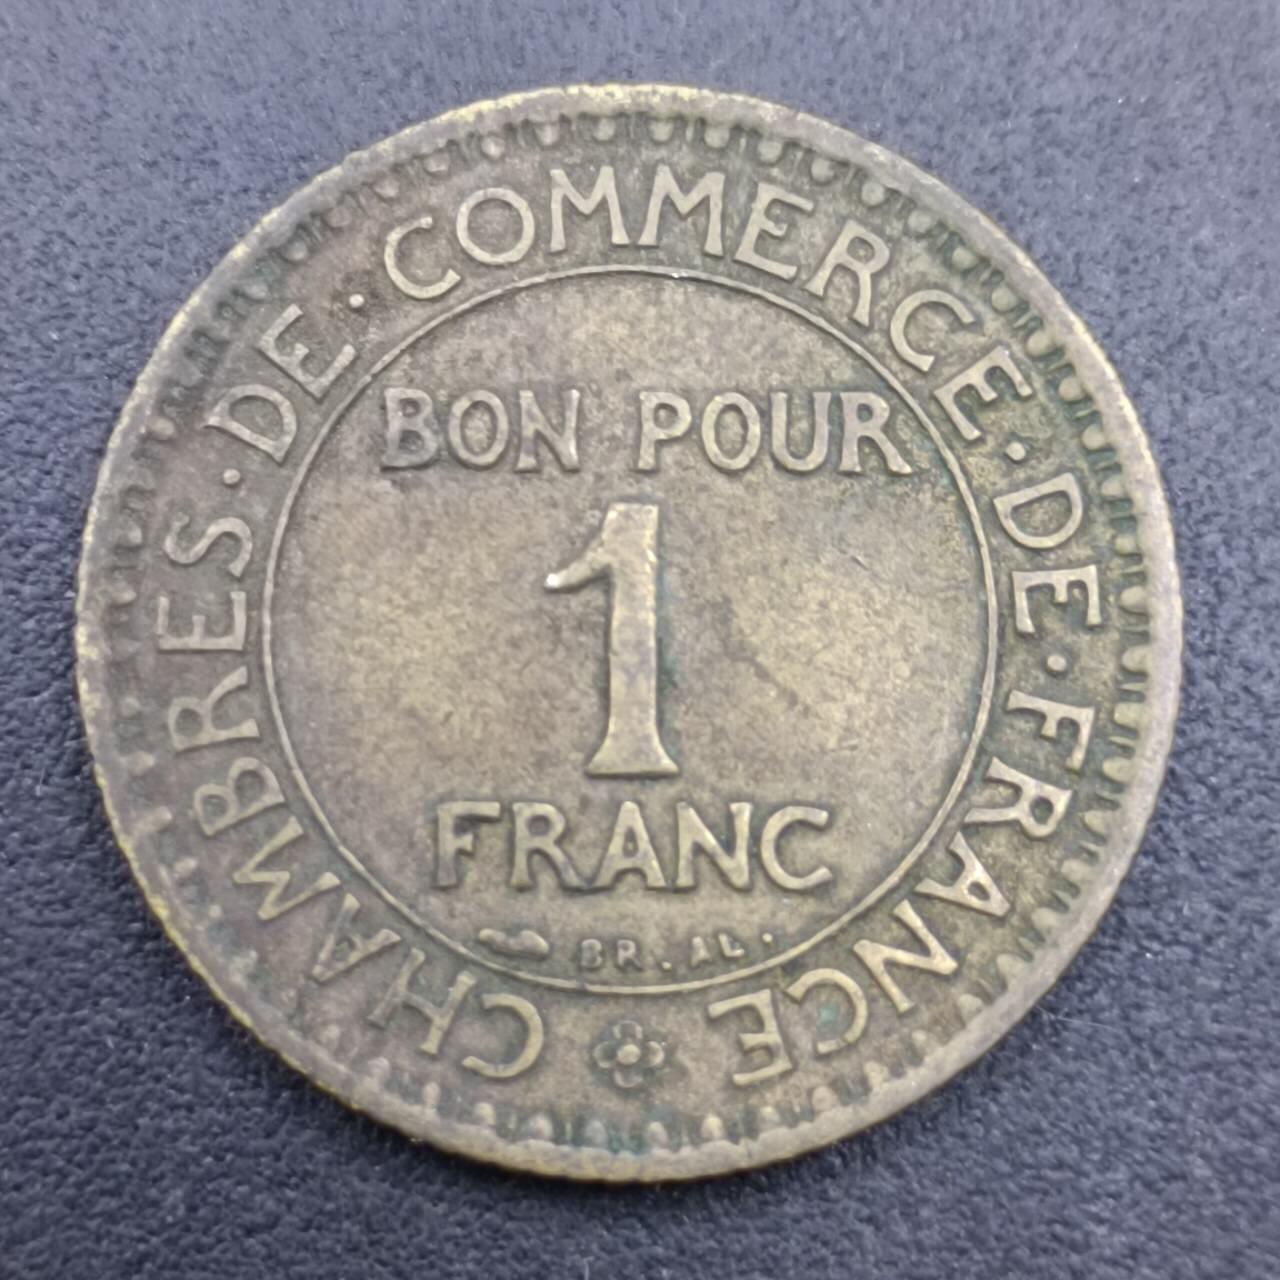 CHAMBRES · DE · COMMERCE · DE · FRANCE
BON POUR
1
FRANC
BR. AL.